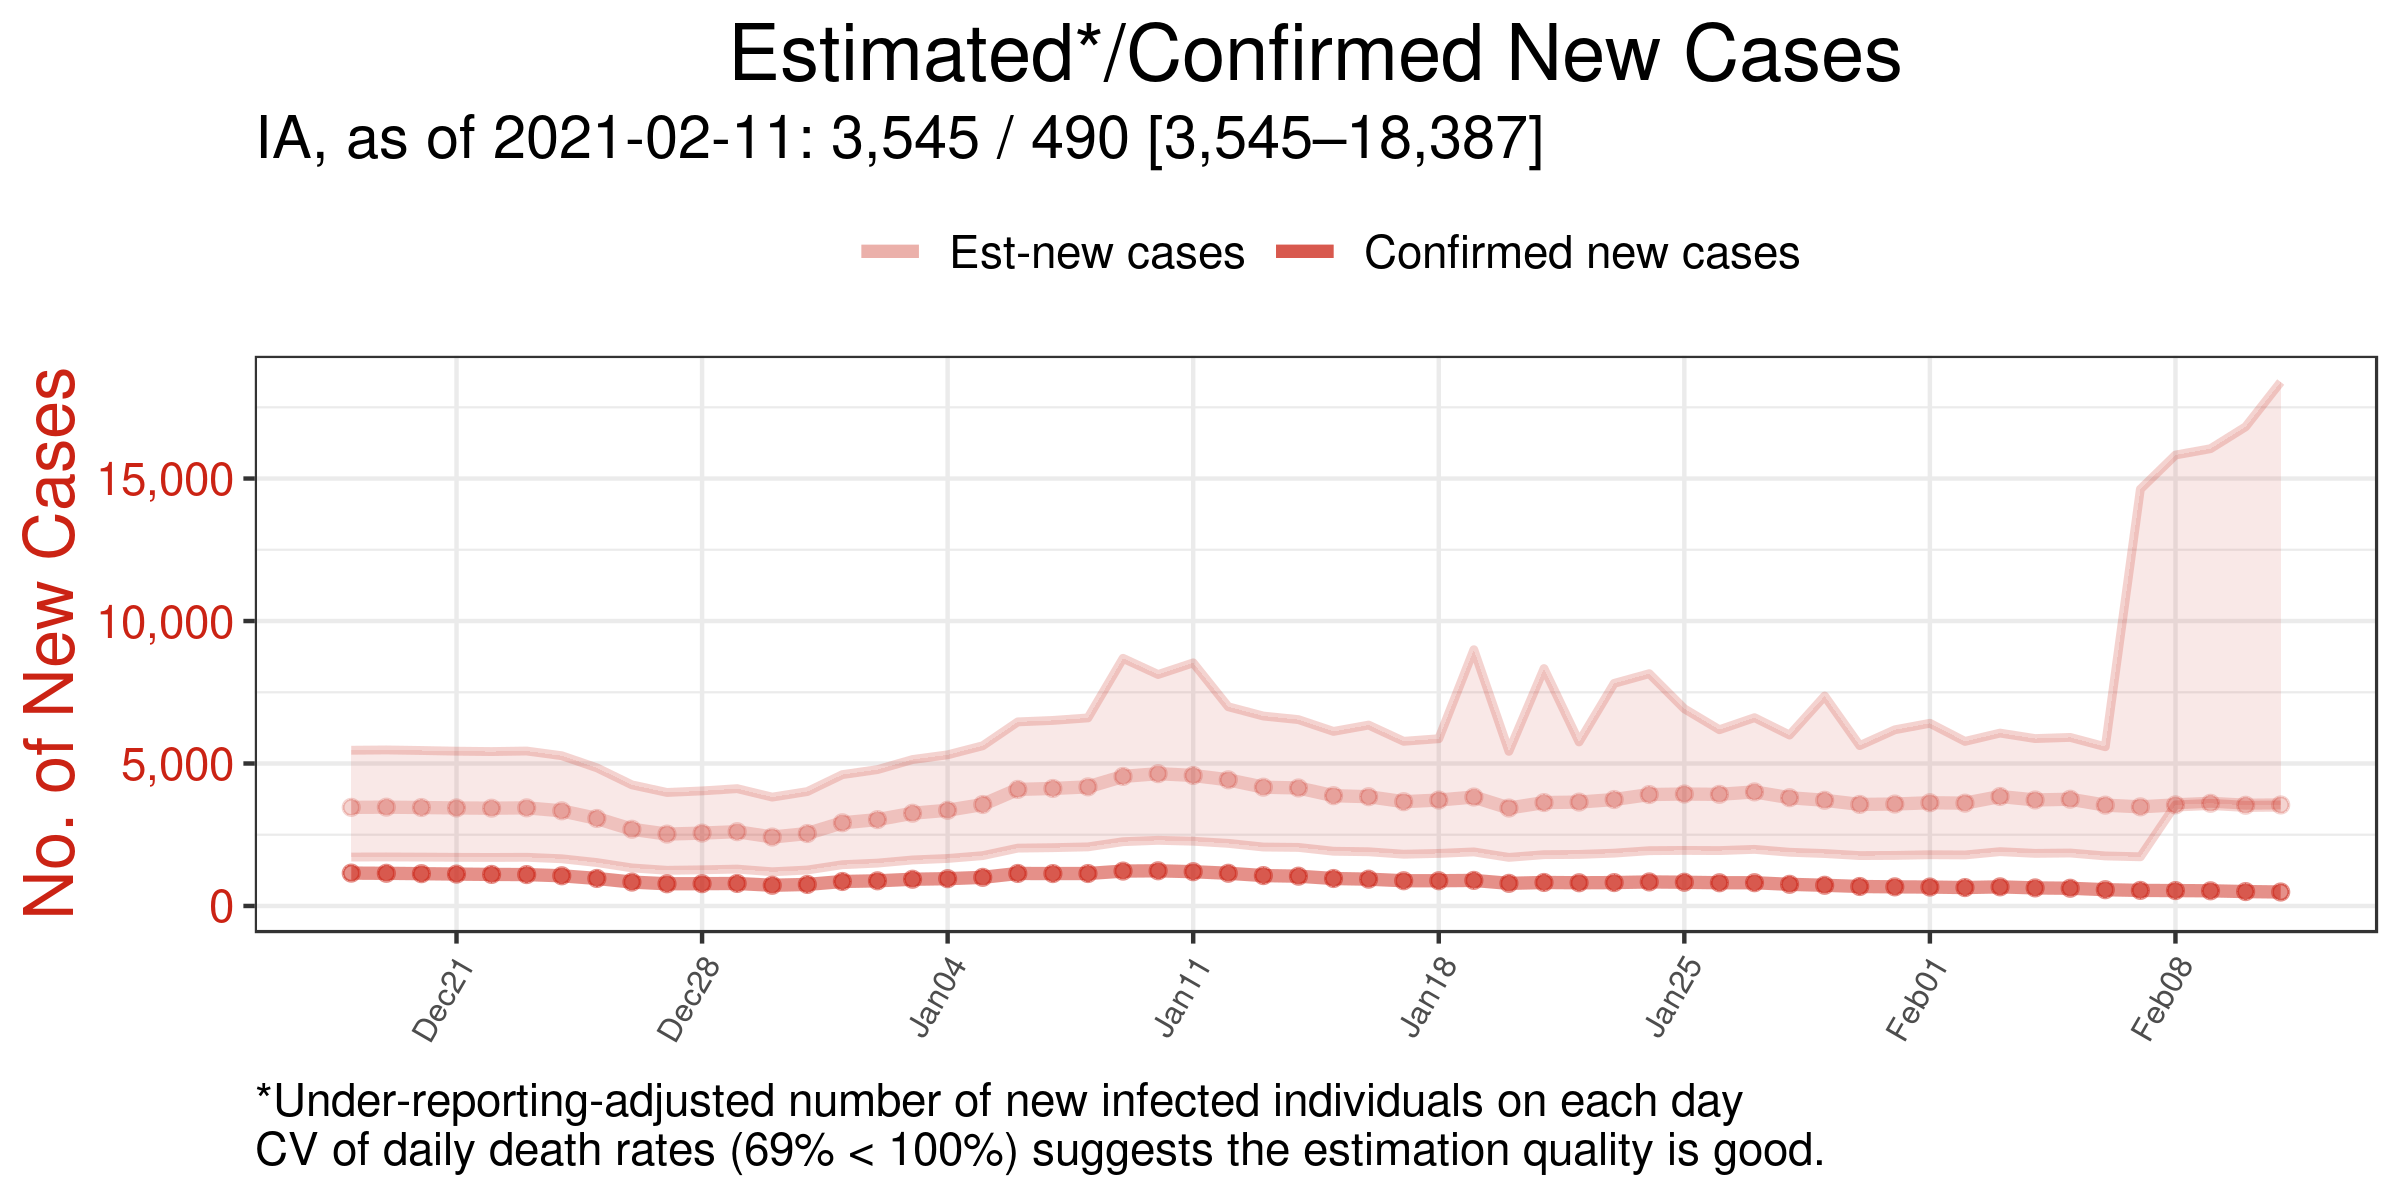 Estimated*/Confirmed New Cases
IA, as of 2021-02-11: 3,545 / 490 [3,545–18,387]
Est-new cases
Confirmed new cases
No. of New Cases
15,000
10,000
5,000
0
Dec21
Dec28
Jan04
Jan11
Jan18
Jan25
Feb01
Feb08
*Under-reporting-adjusted number of new infected individuals on each day
CV of daily death rates (69% < 100%) suggests the estimation quality is good.